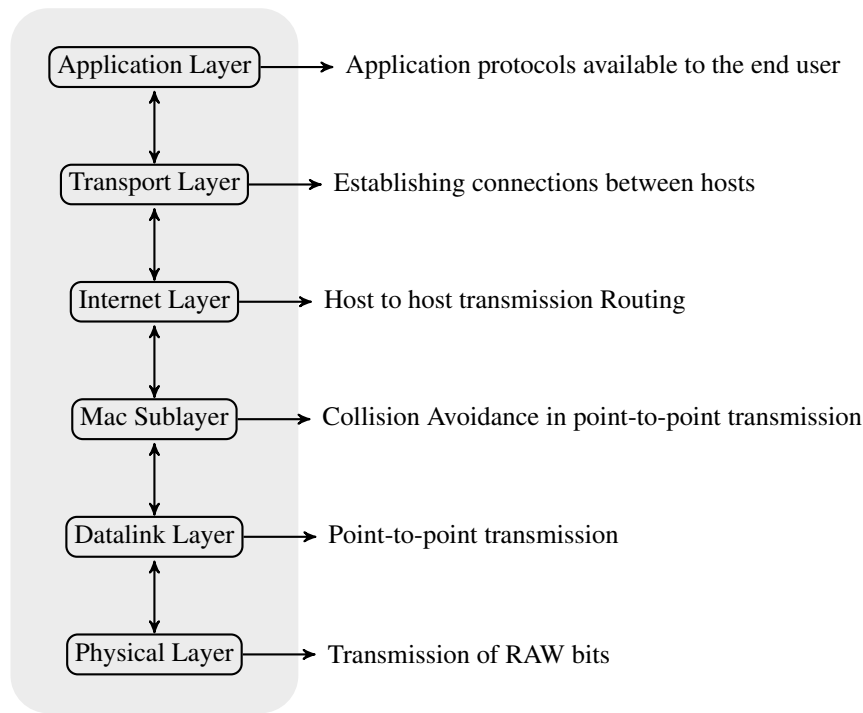 Application Layer
Application protocols available to the end user
Transport Layer
Establishing connections between hosts
Internet Layer
Host to host transmission Routing
Mac Sublayer
Collision Avoidance in point-to-point transmission
Datalink Layer
Point-to-point transmission
Physical Layer
Transmission of RAW bits